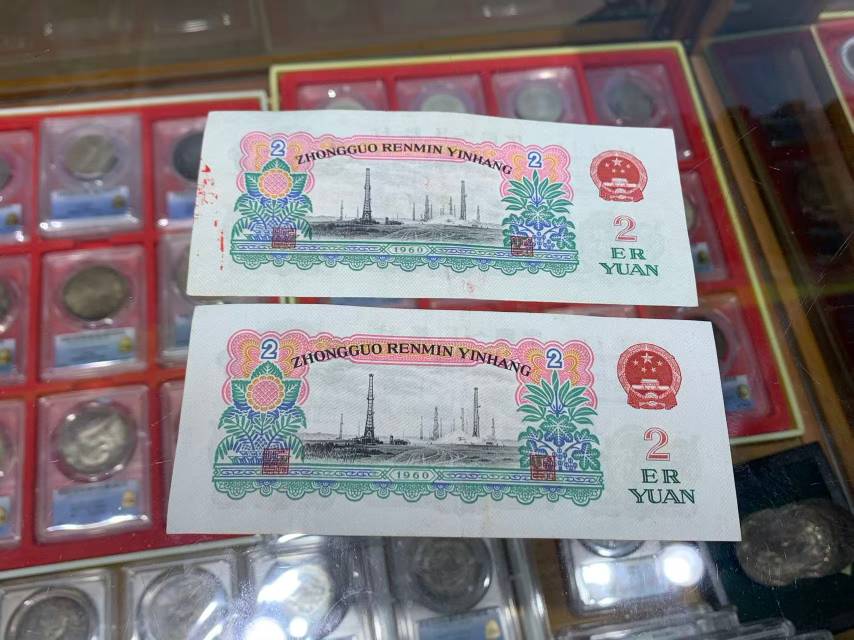 2 ZHONGGUO RENMIN YINHANG 2
2
ER
YUAN
1960
2 ZHONGGUO RENMIN YINHANG 2
2
ER
YUAN
1960